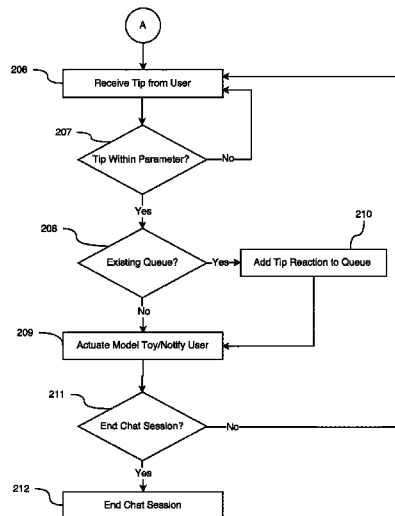 A
206
Receive Tip from User
207
Tip Within Parameter?
No
Yes
208
Existing Queue?
Yes
210
Add Tip Reaction to Queue
No
209
Actuate Model Toy/Notify User
211
End Chat Session?
No
Yes
212
End Chat Session